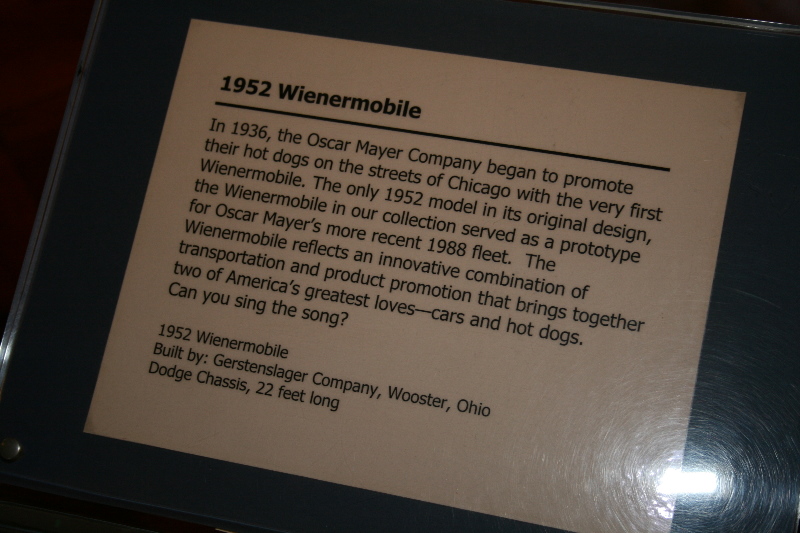 1952 Wienermobile
In 1936, the Oscar Mayer Company began to promote
their hot dogs on the streets of Chicago with the very first
Wienermobile. The only 1952 model in its original design,
the Wienermobile in our collection served as a prototype
for Oscar Mayer's more recent 1988 fleet. The
Wienermobile reflects an innovative combination of
transportation and product promotion that brings together
two of America's greatest loves—cars and hot dogs.
Can you sing the song?
1952 Wienermobile
Built by: Gerstenslager Company, Wooster, Ohio
Dodge Chassis, 22 feet long